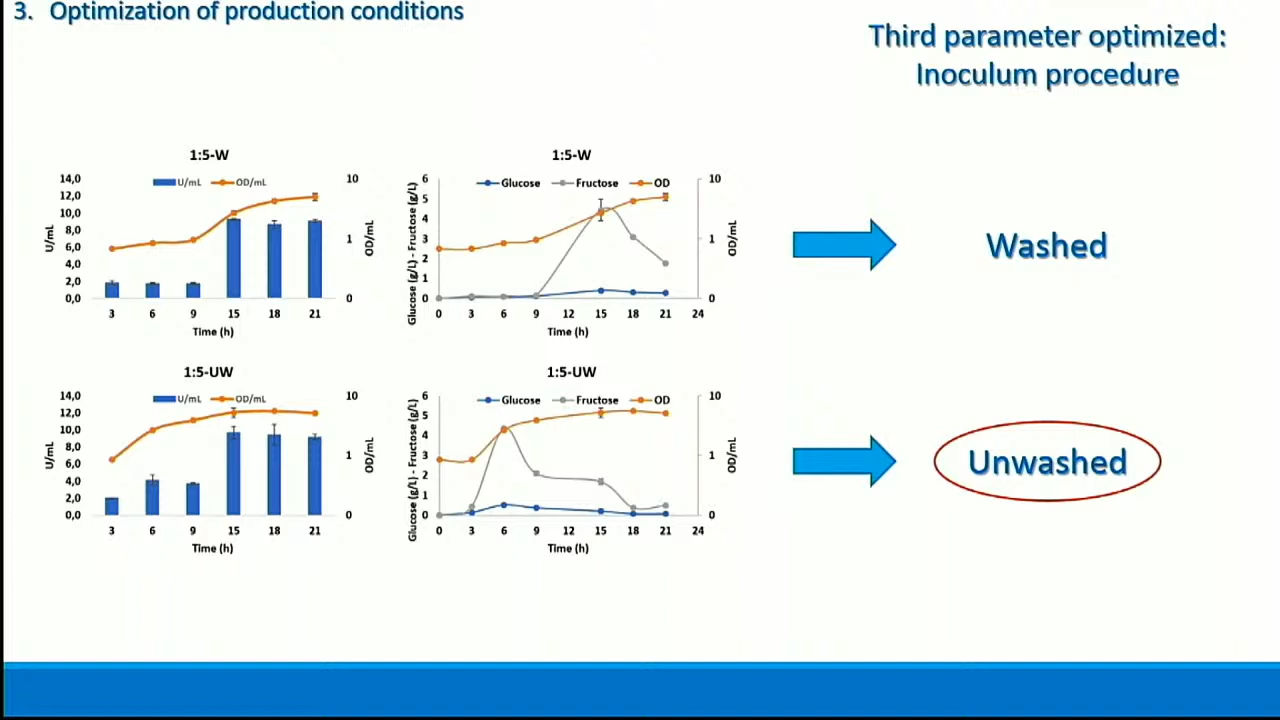 3. Optimization of production conditions
Third parameter optimized:
Inoculum procedure
1:5-W
U/mL OD/mL
14,0
12,0
10,0
8,0
6,0
4,0
2,0
0,0
U/mL
10
1
0
OD/mL
3 6 9 15 18 21
Time (h)
1:5-W
Glucose Fructose OD
6
5
4
3
2
1
0
Glucose (g/L) - Fructose (g/L)
10
1
0
OD/mL
0 3 6 9 12 15 18 21 24
Time (h)
Washed
1:5-UW
U/mL OD/mL
14,0
12,0
10,0
8,0
6,0
4,0
2,0
0,0
U/mL
10
1
0
OD/mL
3 6 9 15 18 21
Time (h)
1:5-UW
Glucose Fructose OD
6
5
4
3
2
1
0
Glucose (g/L) - Fructose (g/L)
10
1
0
OD/mL
0 3 6 9 12 15 18 21 24
Time (h)
Unwashed